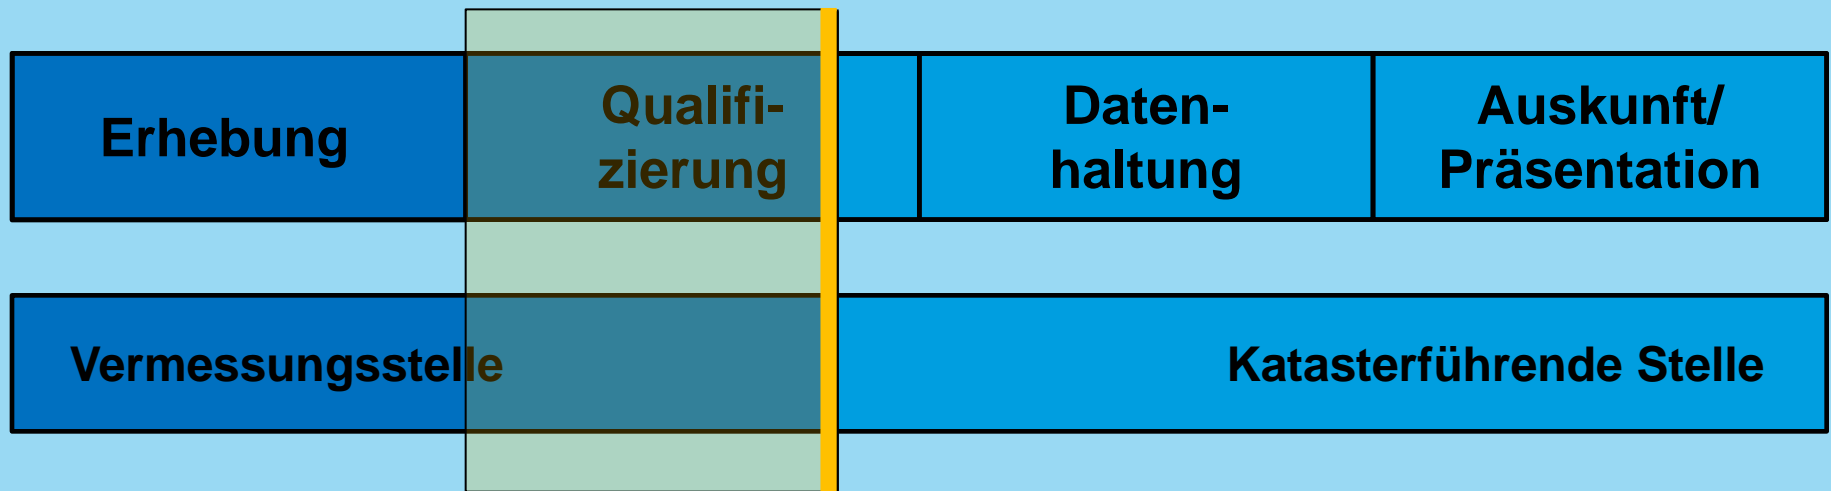 Erhebung
Qualifi-
zierung
Daten-
haltung
Auskunft/
Präsentation
Vermessungsstelle
Katasterführende Stelle